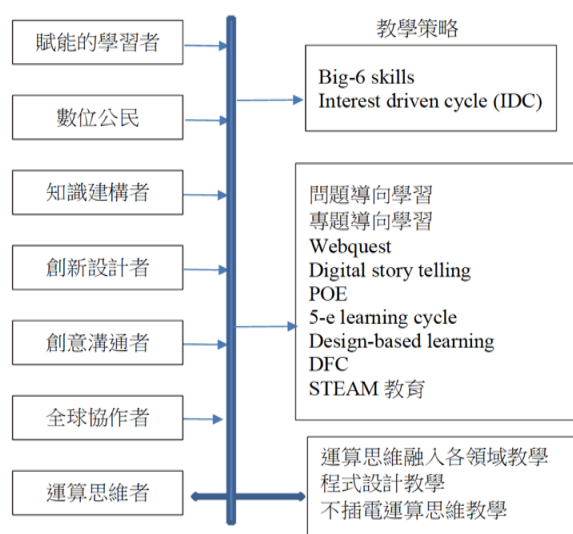 賦能的學習者
數位公民
知識建構者
創新設計者
創意溝通者
全球協作者
運算思維者
教學策略
Big-6 skills
Interest driven cycle (IDC)
問題導向學習
專題導向學習
Webquest
Digital story telling
POE
5-e learning cycle
Design-based learning
DFC
STEAM 教育
運算思維融入各領域教學
程式設計教學
不插電運算思維教學